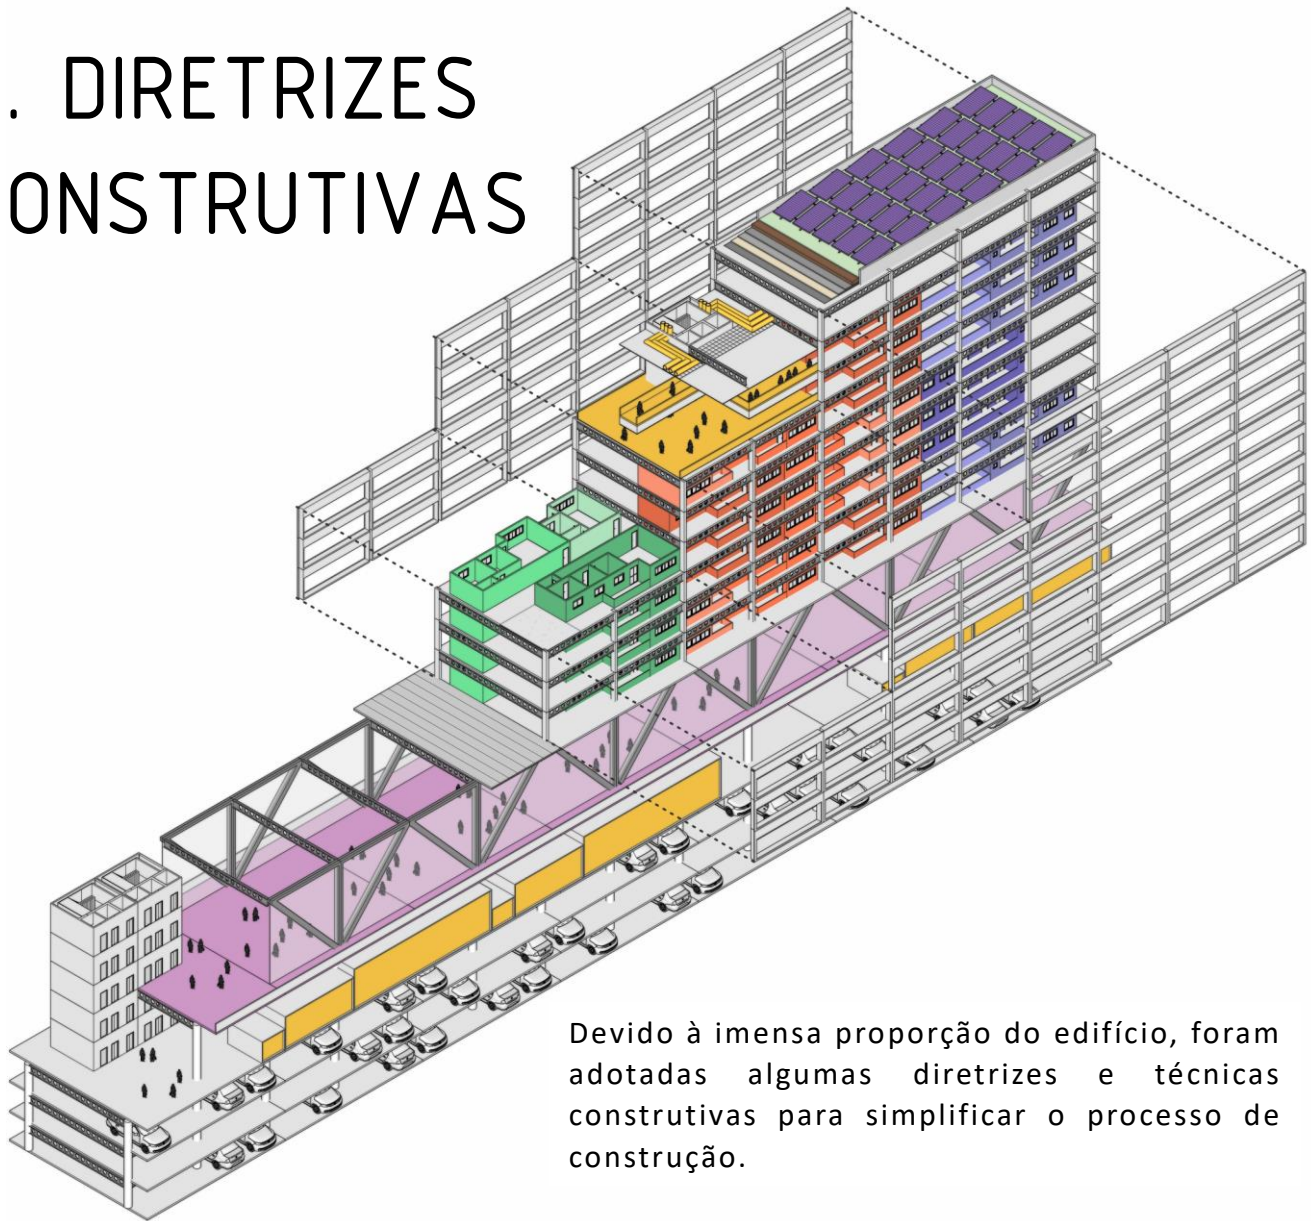 . DIRETRIZES
ONSTRUTIVAS
Devido à imensa proporção do edifício, foram
adotadas algumas diretrizes e técnicas
construtivas para simplificar o processo de
construção.